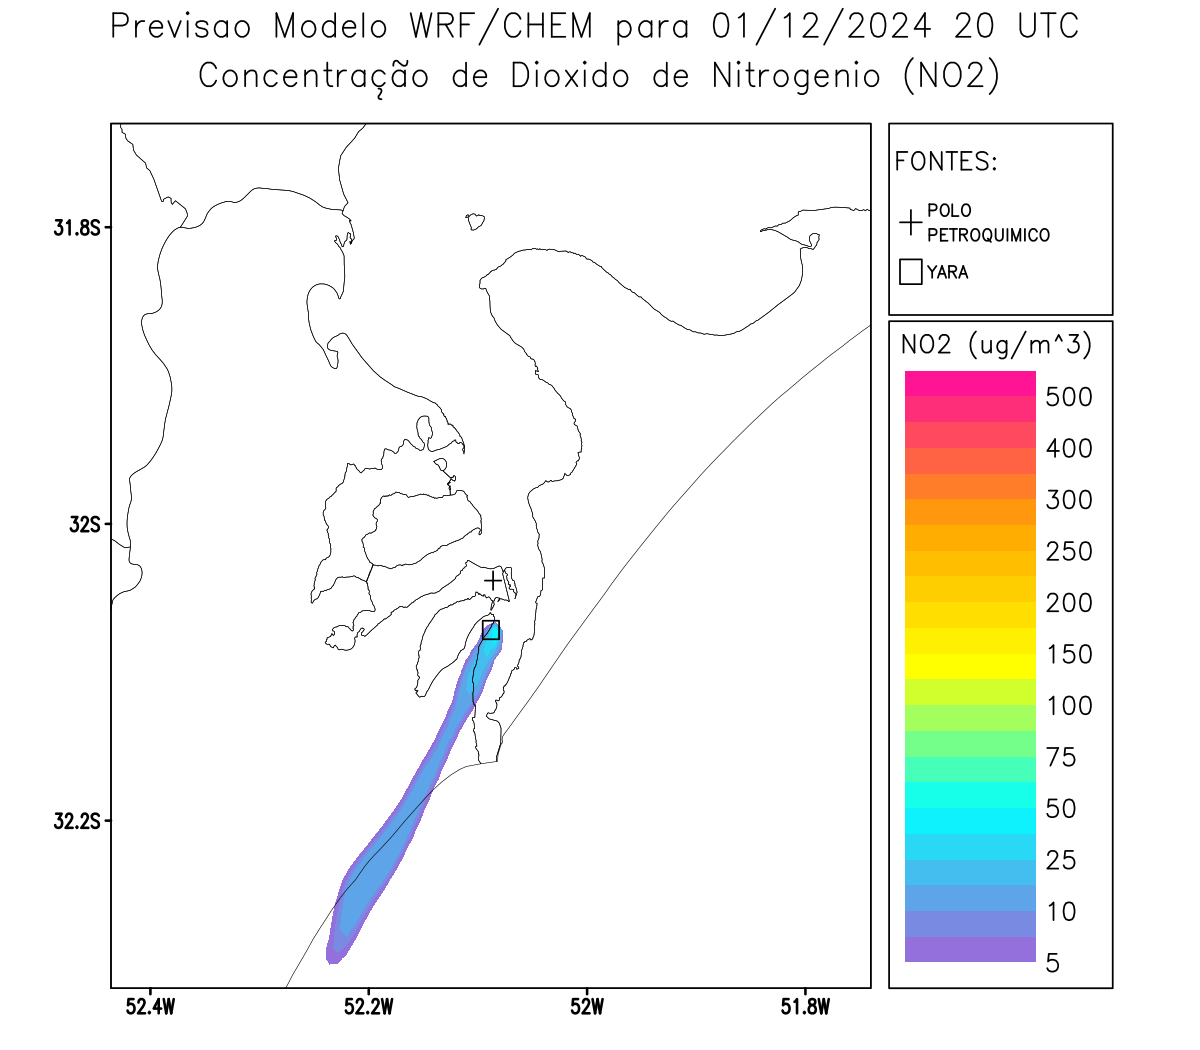 Previsao Modelo WRF/CHEM para 01/12/2024 20 UTC
Concentração de Dioxido de Nitrogenio (NO2)
FONTES:
POLO
PETROQUIMICO
YARA
NO2 (ug/m^3)
500
400
300
250
200
150
100
75
50
25
10
5
31.8S
32S
32.2S
52.4W
52.2W
52W
51.8W